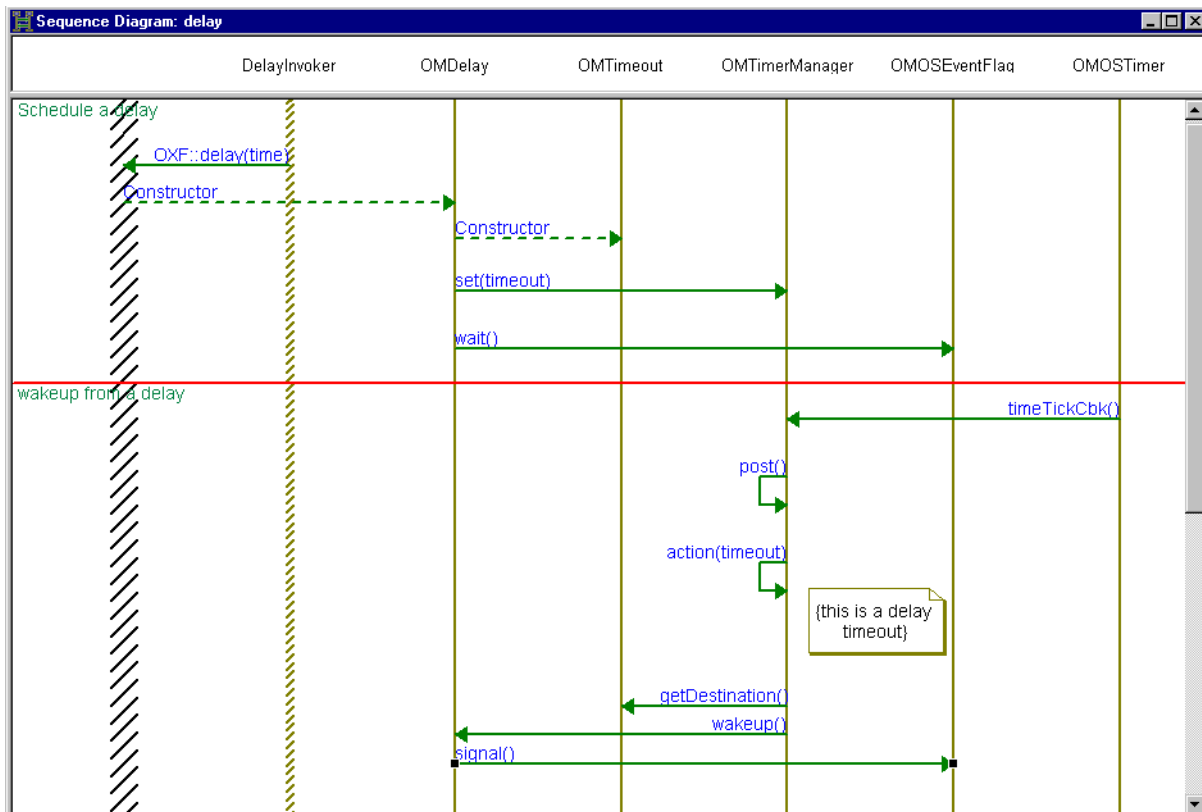 Sequence Diagram: delay
DelayInvoker OMDelay OMTimeout OMTimerManager OMOSEventFlag OMOSTimer
Schedule a delay
OXF::delay(time)
Constructor
Constructor
set(timeout)
wait()
wakeup from a delay
timeTickCbk()
post()
action(timeout)
{this is a delay
timeout}
getDestination()
wakeup()
signal()